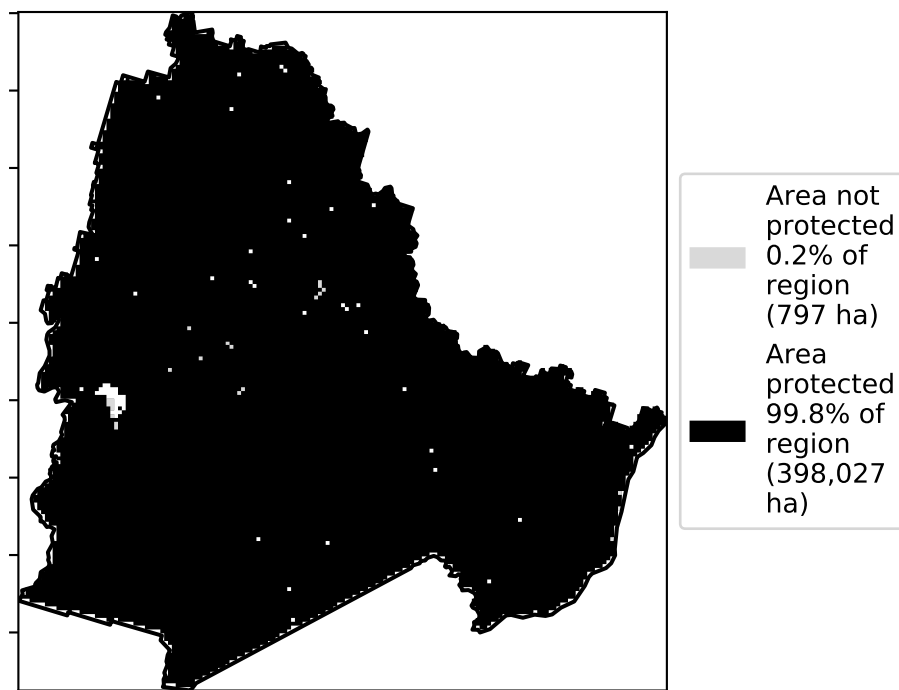 Area not
protected
0.2% of
region
(797 ha)
Area
protected
99.8% of
region
(398,027
ha)